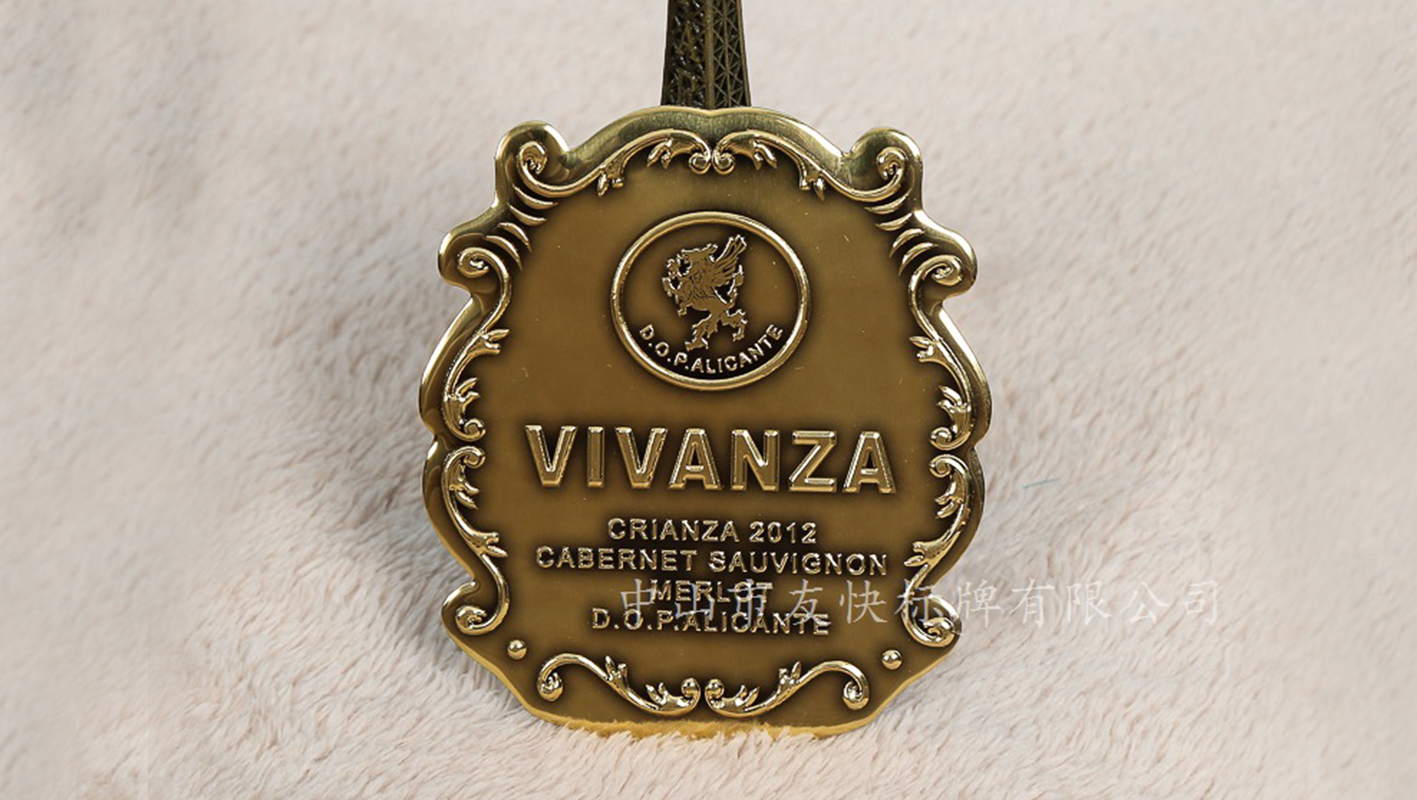 D.O.P.ALICANTE
VIVANZA
CRIANZA 2012
CABERNET SAUVIGNON
MERLOT
中山市友快标牌有限公司
D.O.P.ALICANTE